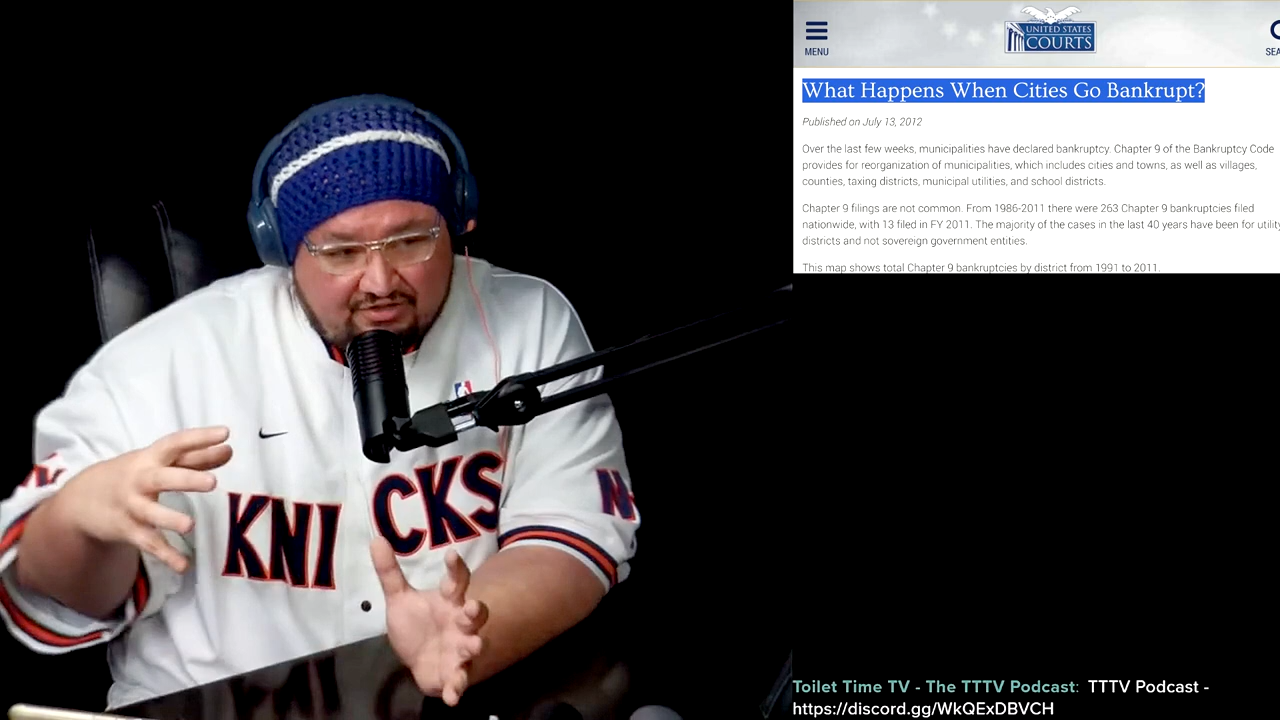 MENU
UNITED STATES
COURTS
What Happens When Cities Go Bankrupt?
Published on July 13, 2012
Over the last few weeks, municipalities have declared bankruptcy. Chapter 9 of the Bankruptcy Code
provides for reorganization of municipalities, which includes cities and towns, as well as villages,
counties, taxing districts, municipal utilities, and school districts.
Chapter 9 filings are not common. From 1986-2011 there were 263 Chapter 9 bankruptcies filed
nationwide, with 13 filed in FY 2011. The majority of the cases in the last 40 years have been for utility
districts and not sovereign government entities.
This map shows total Chapter 9 bankruptcies by district from 1991 to 2011.
KNICKS
Toilet Time TV - The TTTV Podcast: TTTV Podcast -
https://discord.gg/WkQExDBVCH